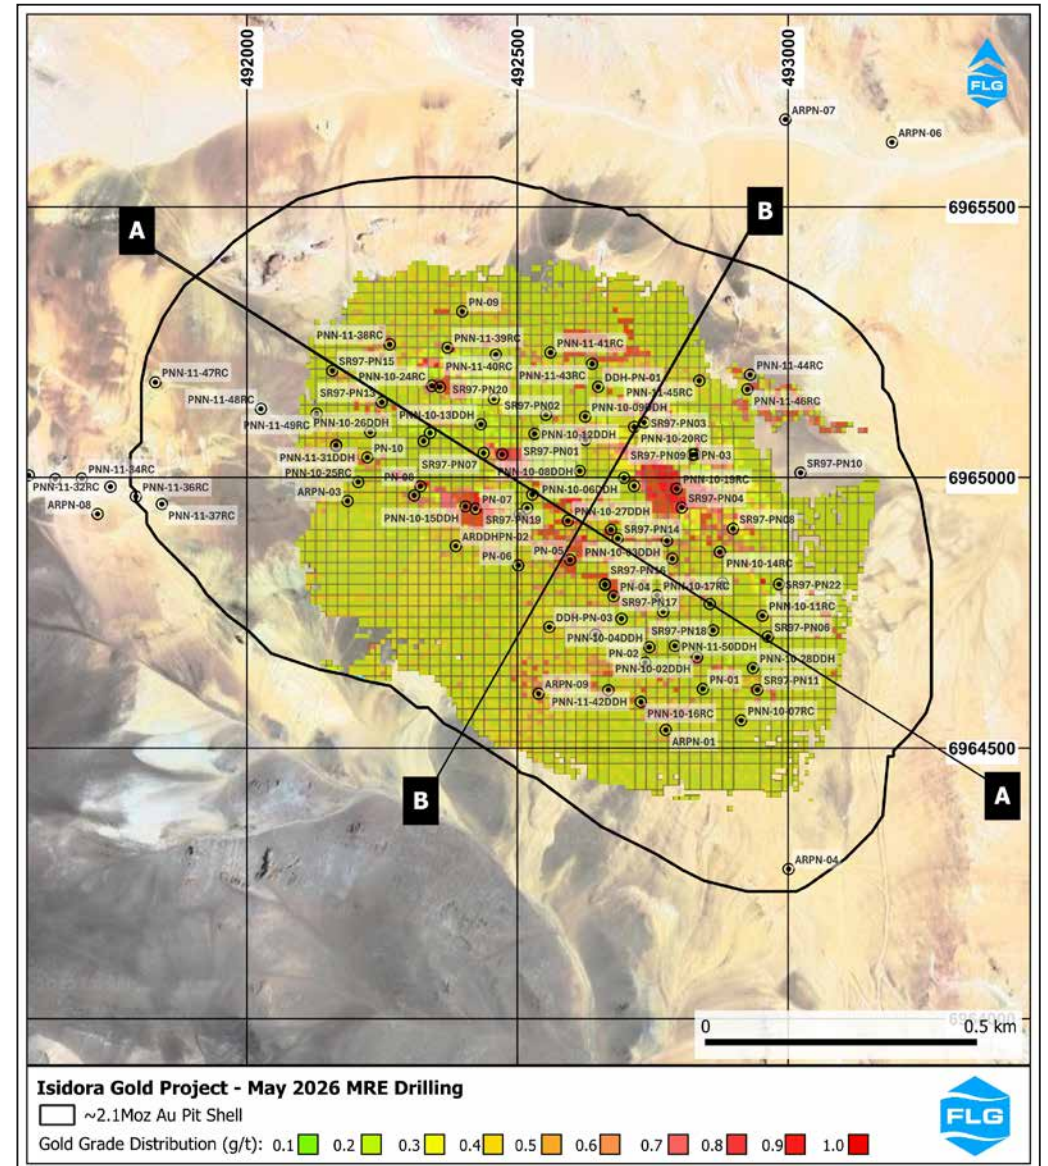 492000
492500
493000
FLG
ARPN-07
ARPN-06
6965500
A
B
PN-09
PNN-11-38RC
PNN-11-39RC
PNN-11-41RC
SR97-PN15
PNN-11-40RC
PNN-11-44RC
PNN-11-47RC
PNN-10-24RC
PNN-11-43RC
DDH-PN-01
SR97-PN13
SR97-PN20
PNN-11-45RC
PNN-11-48RC
SR97-PN02
PNN-11-46RC
PNN-11-49RC
PNN-10-26DDH
PNN-10-13DDH
PNN-10-09DDH
SR97-PN03
PNN-10-12DDH
PNN-10-20RC
PN-10
PNN-11-31DDH
SR97-PN01
SR97-PN09
PN-03
SR97-PN07
PNN-11-34RC
PNN-10-25RC
PNN-10-08DDH
SR97-PN10
PN-08
PNN-10-19RC
PNN-11-32RC
PNN-11-36RC
ARPN-03
PNN-10-06DDH
PN-07
SR97-PN04
ARPN-08
PNN-11-37RC
PNN-10-15DDH
SR97-PN19
PNN-10-27DDH
SR97-PN14
SR97-PN08
6965000
ARDDHPN-02
PN-05
PNN-10-03DDH
PN-06
PNN-10-14RC
SR97-PN16
PN-04
PNN-10-17RC
SR97-PN22
SR97-PN17
PNN-10-11RC
DDH-PN-03
SR97-PN18
SR97-PN06
PNN-10-04DDH
PNN-11-50DDH
PN-02
PNN-10-28DDH
PNN-10-02DDH
ARPN-09
PN-01
SR97-PN11
PNN-11-42DDH
PNN-10-16RC
PNN-10-07RC
ARPN-01
6964500
B
A
ARPN-04
6964000
0
0.5 km
Isidora Gold Project - May 2026 MRE Drilling
~2.1Moz Au Pit Shell
Gold Grade Distribution (g/t): 0.1 0.2 0.3 0.4 0.5 0.6 0.7 0.8 0.9 1.0
FLG